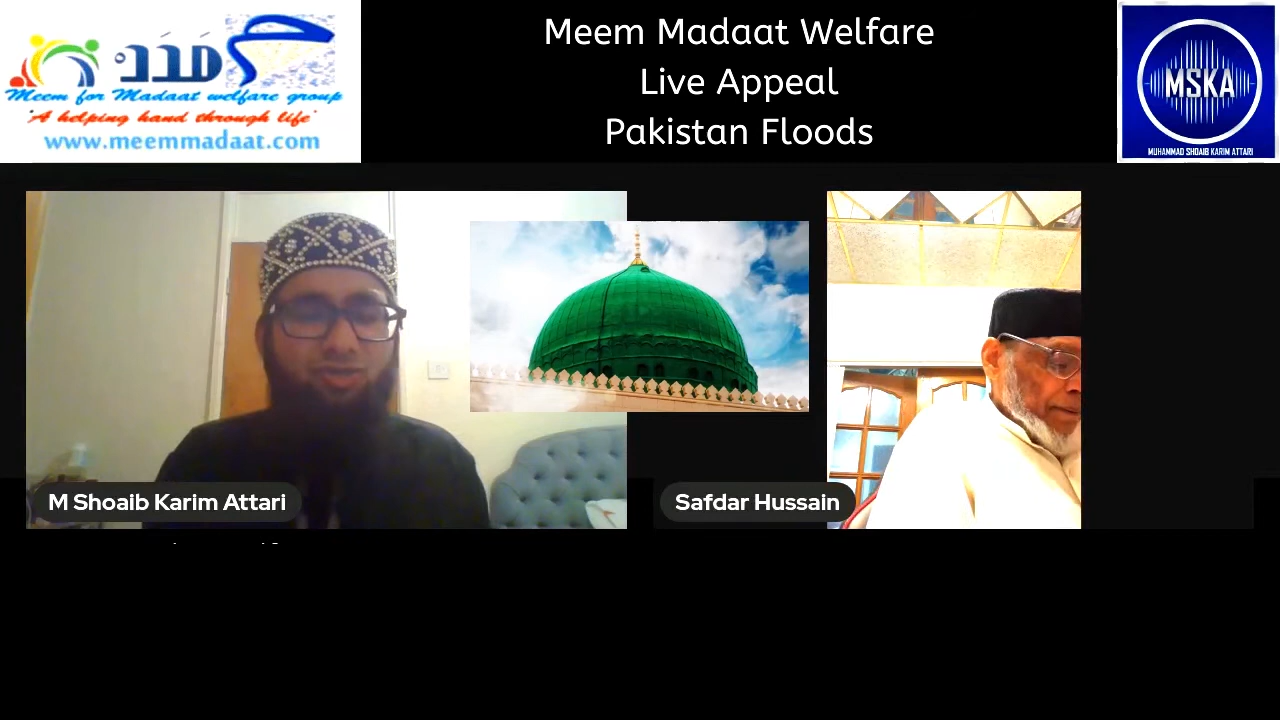 Meem Madaat Welfare
Live Appeal
Pakistan Floods
Meem for Madaat welfare group
'A helping hand through life'
www.meemmadaat.com
MSKA
MUHAMMAD SHOAIB KARIM ATTARI
M Shoaib Karim Attari
Safdar Hussain